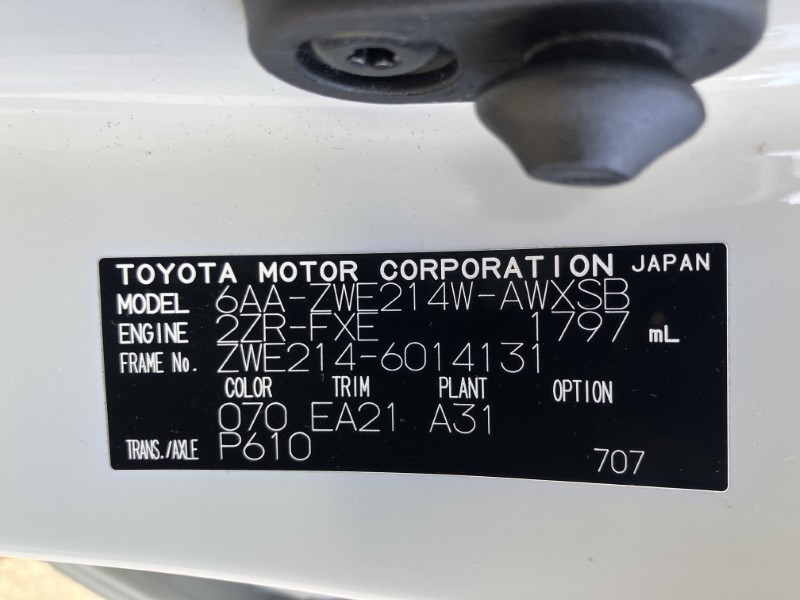 TOYOTA MOTOR CORPORATION JAPAN
MODEL 6AA-ZWE214W-AWXSB
ENGINE 2ZR-FXE 1797 mL
FRAME No. ZWE214-6014131
COLOR TRIM PLANT OPTION
070 EA21 A31
TRANS./AXLE P610
707